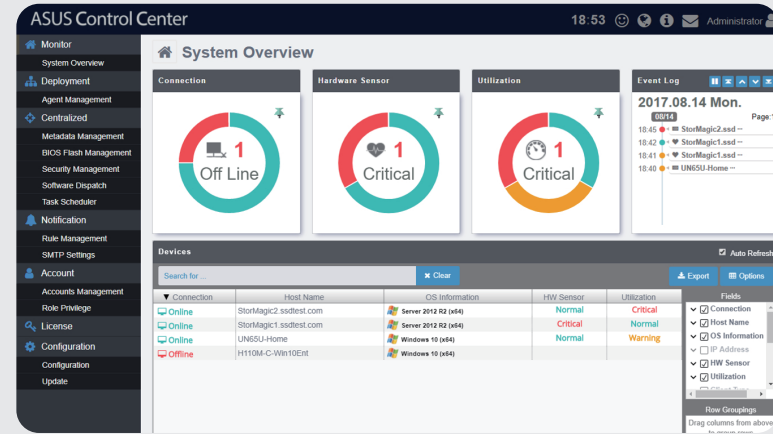 ASUS Control Center
18:53 Administrator
Monitor
System Overview
Deployment
Agent Management
Centralized
Metadata Management
BIOS Flash Management
Security Management
Software Dispatch
Task Scheduler
Notification
Rule Management
SMTP Settings
Account
Accounts Management
Role Privilege
License
Configuration
Configuration
Update
System Overview
Connection
1
Off Line
Hardware Sensor
1
Critical
Utilization
1
Critical
Event Log
2017.08.14 Mon.
08/14 Page:1
18:45 StorMagic2.ssd ···
18:42 StorMagic1.ssd ···
18:41 StorMagic1.ssd ···
18:40 UN65U-Home ···
Devices Auto Refresh
Search for ... Clear Export Options
Connection Host Name OS Information HW Sensor Utilization
Online StorMagic2.ssdtest.com Server 2012 R2 (x64) Normal Critical
Online StorMagic1.ssdtest.com Server 2012 R2 (x64) Critical Normal
Online UN65U-Home Windows 10 (x64) Normal Warning
Offline H110M-C-Win10Ent Windows 10 (x64)
Fields
Connection
Host Name
OS Information
IP Address
HW Sensor
Utilization
Client Type
Row Groupings
Drag columns from above
to group rows